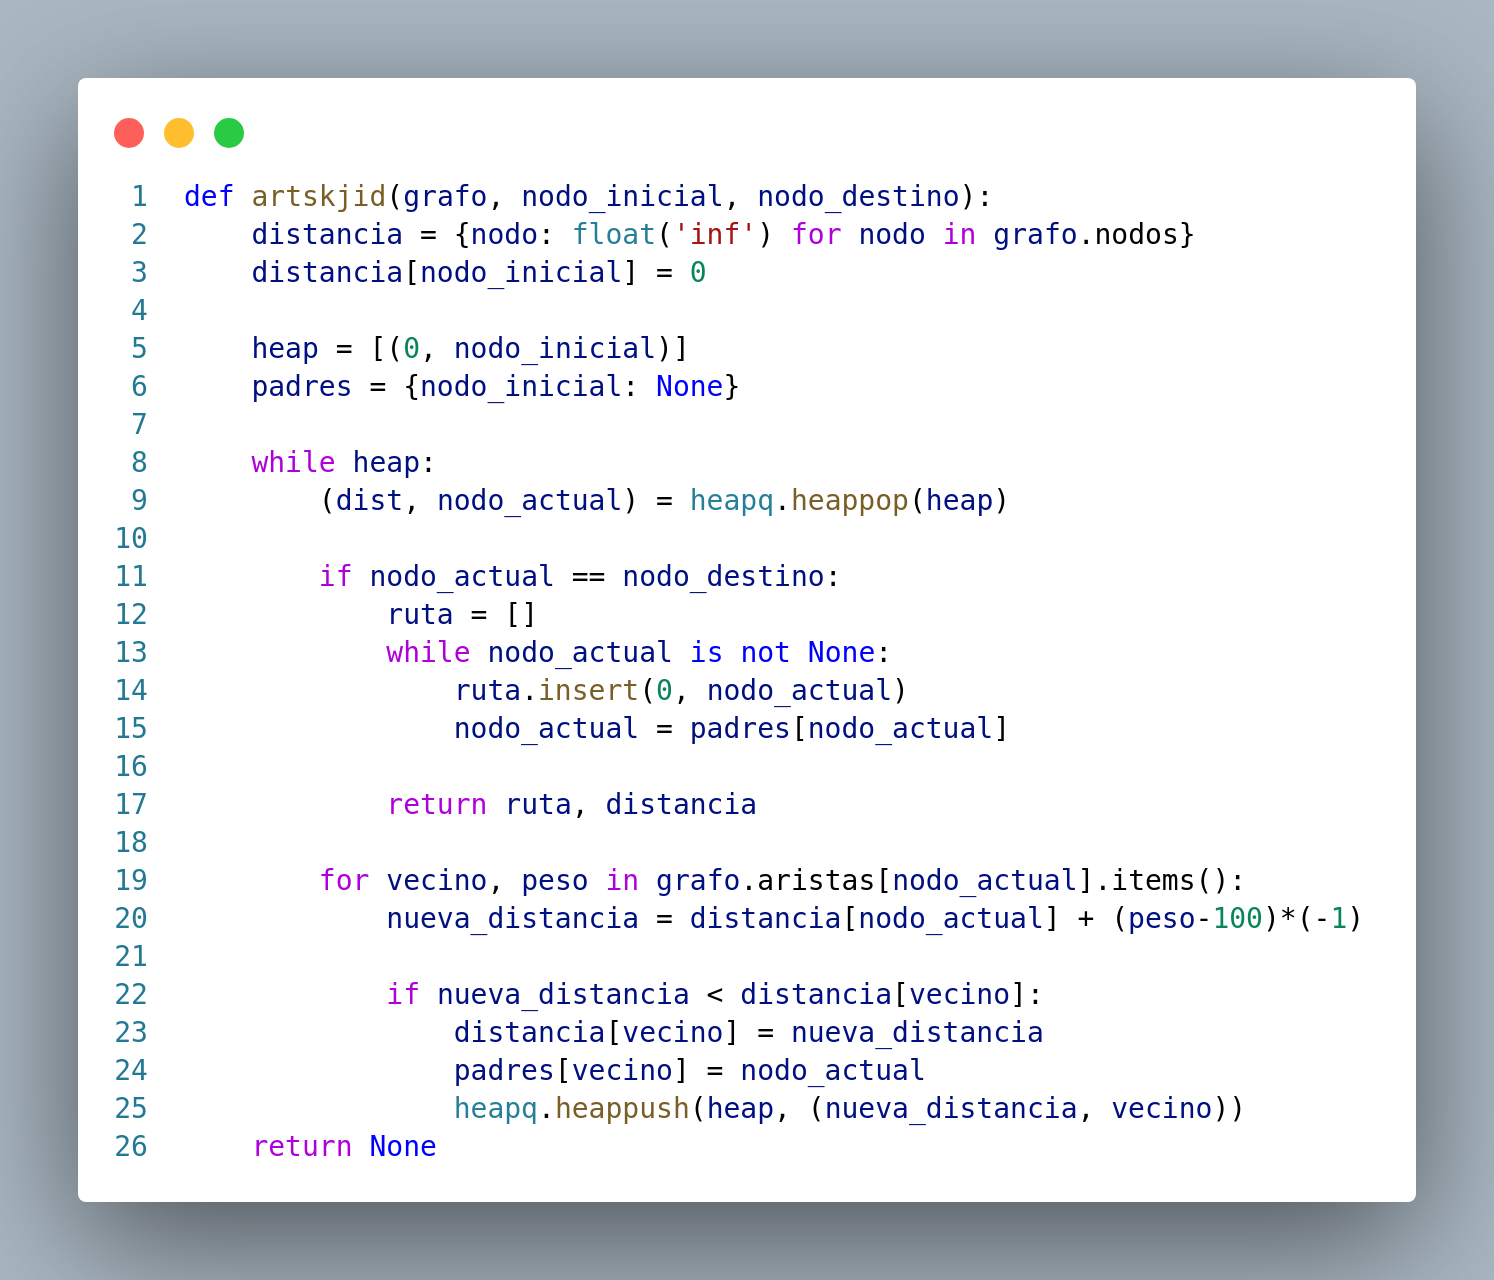 1 def artskjid(grafo, nodo_inicial, nodo_destino):
2     distancia = {nodo: float('inf') for nodo in grafo.nodos}
3     distancia[nodo_inicial] = 0
4
5     heap = [(0, nodo_inicial)]
6     padres = {nodo_inicial: None}
7
8     while heap:
9         (dist, nodo_actual) = heapq.heappop(heap)
10
11         if nodo_actual == nodo_destino:
12             ruta = []
13             while nodo_actual is not None:
14                 ruta.insert(0, nodo_actual)
15                 nodo_actual = padres[nodo_actual]
16
17             return ruta, distancia
18
19         for vecino, peso in grafo.aristas[nodo_actual].items():
20             nueva_distancia = distancia[nodo_actual] + (peso-100)*(-1)
21
22             if nueva_distancia < distancia[vecino]:
23                 distancia[vecino] = nueva_distancia
24                 padres[vecino] = nodo_actual
25                 heapq.heappush(heap, (nueva_distancia, vecino))
26     return None